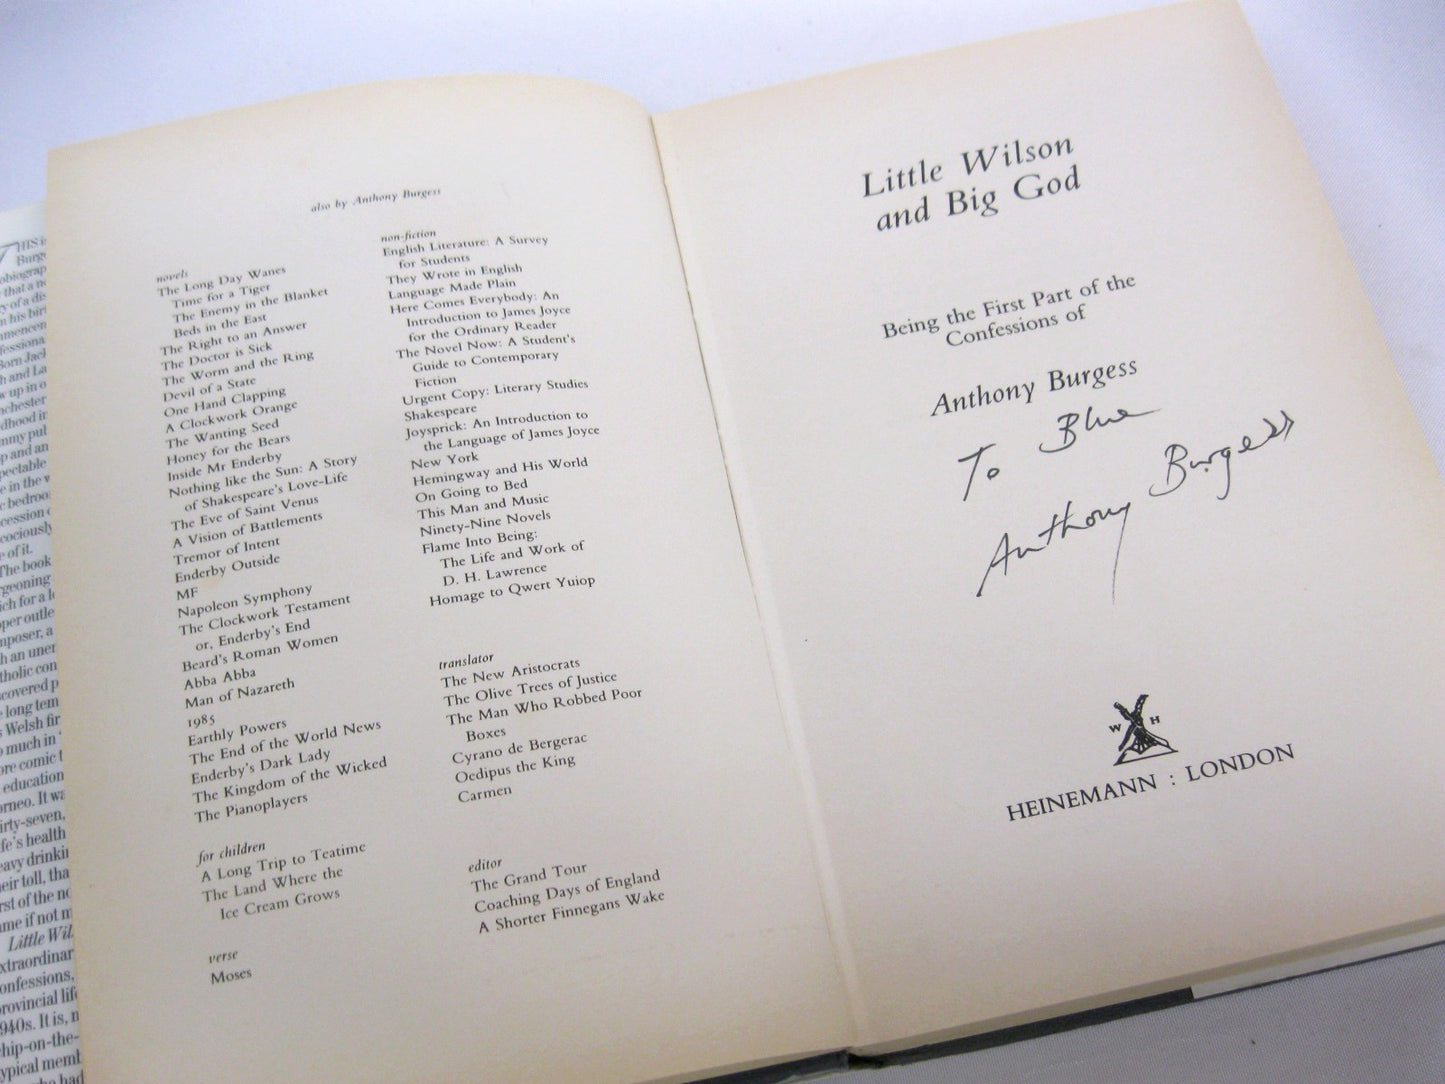 also by Anthony Burgess
novels
The Long Day Wanes
Time for a Tiger
The Enemy in the Blanket
Beds in the East
The Right to an Answer
The Doctor is Sick
The Worm and the Ring
Devil of a State
One Hand Clapping
A Clockwork Orange
The Wanting Seed
Honey for the Bears
Inside Mr Enderby
Nothing like the Sun: A Story
of Shakespeare's Love-Life
The Eve of Saint Venus
A Vision of Battlements
Tremor of Intent
Enderby Outside
MF
Napoleon Symphony
The Clockwork Testament
or, Enderby's End
Beard's Roman Women
Abba Abba
Man of Nazareth
1985
Earthly Powers
The End of the World News
Enderby's Dark Lady
The Kingdom of the Wicked
The Pianoplayers
for children
A Long Trip to Teatime
The Land Where the
Ice Cream Grows
verse
Moses
non-fiction
English Literature: A Survey
for Students
They Wrote in English
Language Made Plain
Here Comes Everybody: An
Introduction to James Joyce
for the Ordinary Reader
The Novel Now: A Student's
Guide to Contemporary
Fiction
Urgent Copy: Literary Studies
Shakespeare
Joysprick: An Introduction to
the Language of James Joyce
New York
Hemingway and His World
On Going to Bed
This Man and Music
Ninety-Nine Novels
Flame Into Being:
The Life and Work of
D. H. Lawrence
Homage to Qwert Yuiop
translator
The New Aristocrats
The Olive Trees of Justice
The Man Who Robbed Poor
Boxes
Cyrano de Bergerac
Oedipus the King
Carmen
editor
The Grand Tour
Coaching Days of England
A Shorter Finnegans Wake
Little Wilson
and Big God
Being the First Part of the
Confessions of
Anthony Burgess
To Blue
Anthony Burgess
W H
HEINEMANN : LONDON